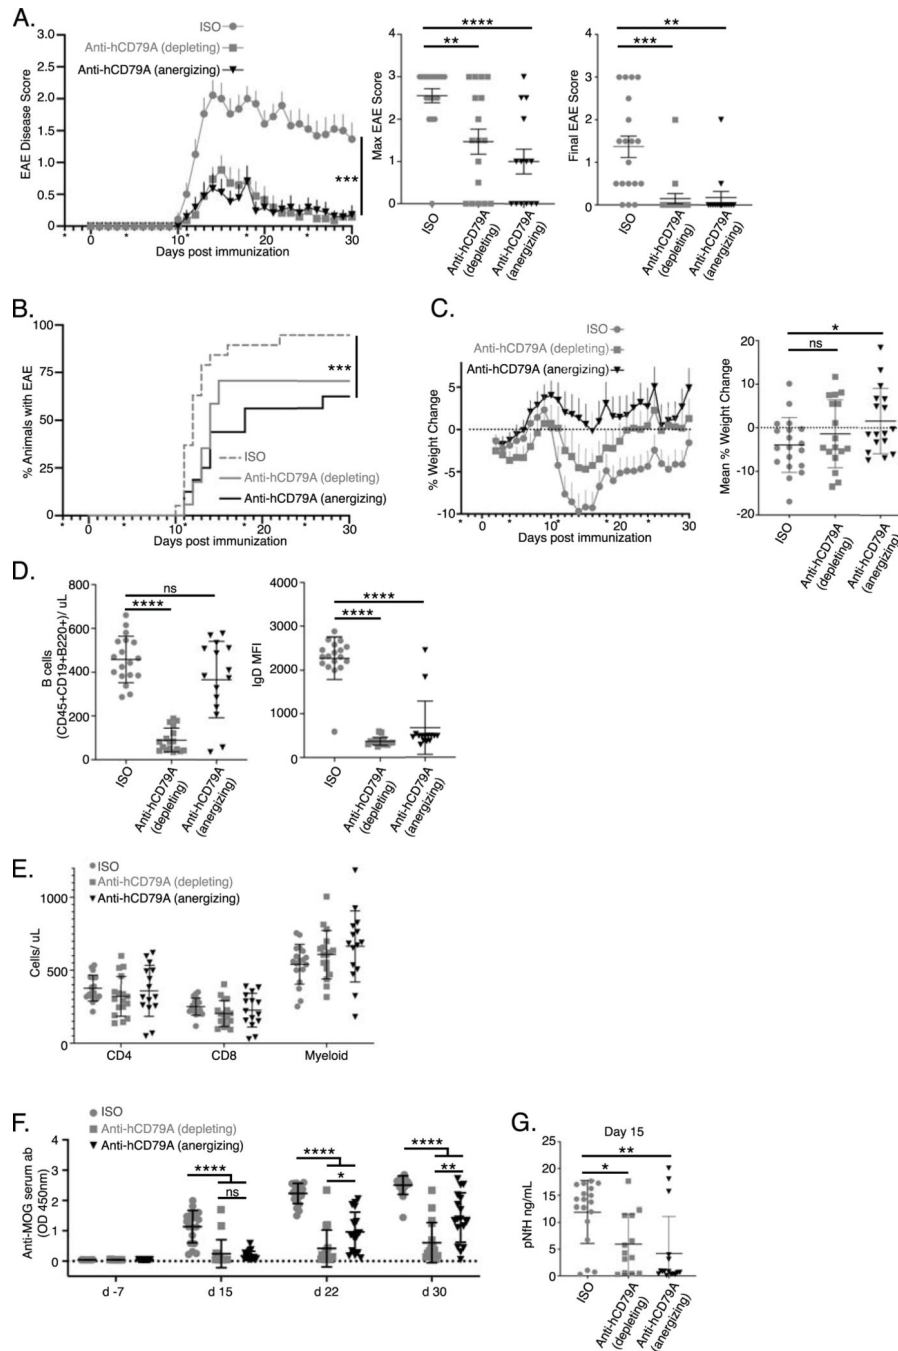 A.
ISO
Anti-hCD79A (depleting)
Anti-hCD79A (anergizing)
EAE Disease Score
3.0
2.5
2.0
1.5
1.0
0.5
0
***
* 0 * 10 * 20 * 30
Days post immunization
****
**
Max EAE Score
4
3
2
1
0
ISO
Anti-hCD79A
(depleting)
Anti-hCD79A
(anergizing)
**
***
Final EAE Score
4
3
2
1
0
ISO
Anti-hCD79A
(depleting)
Anti-hCD79A
(anergizing)
B.
% Animals with EAE
100
75
50
25
0
***
ISO
Anti-hCD79A (depleting)
Anti-hCD79A (anergizing)
* 0 * 10 * 20 * 30
Days post immunization
C.
ISO
Anti-hCD79A (depleting)
Anti-hCD79A (anergizing)
% Weight Change
5
0
-5
-10
* 0 * 10 * 20 * 30
Days post immunization
*
ns
Mean % Weight Change
20
10
0
-10
-20
ISO
Anti-hCD79A
(depleting)
Anti-hCD79A
(anergizing)
D.
B cells
(CD45+CD19+B220+)/ uL
800
600
400
200
0
ns
****
ISO
Anti-hCD79A
(depleting)
Anti-hCD79A
(anergizing)
IgD MFI
4000
3000
2000
1000
0
****
****
ISO
Anti-hCD79A
(depleting)
Anti-hCD79A
(anergizing)
E.
ISO
Anti-hCD79A (depleting)
Anti-hCD79A (anergizing)
Cells/ uL
1000
500
0
CD4
CD8
Myeloid
F.
ISO
Anti-hCD79A (depleting)
Anti-hCD79A (anergizing)
Anti-MOG serum ab
(OD 450nm)
4
3
2
1
0
****
ns
****
*
****
**
d -7
d 15
d 22
d 30
G.
Day 15
**
*
pNfH ng/mL
25
20
15
10
5
0
ISO
Anti-hCD79A
(depleting)
Anti-hCD79A
(anergizing)